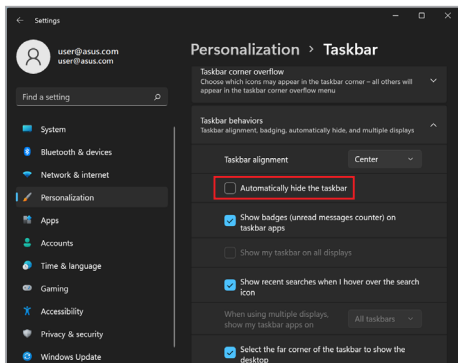 Settings
user@asus.com
user@asus.com
Find a setting
System
Bluetooth & devices
Network & internet
Personalization
Apps
Accounts
Time & language
Gaming
Accessibility
Privacy & security
Windows Update
Personalization > Taskbar
Taskbar corner overflow
Choose which icons may appear in the taskbar corner – all others will
appear in the taskbar corner overflow menu
Taskbar behaviors
Taskbar alignment, badging, automatically hide, and multiple displays
Taskbar alignment
Center
Automatically hide the taskbar
Show badges (unread messages counter) on
taskbar apps
Show my taskbar on all displays
Show recent searches when I hover over the search
icon
When using multiple displays,
show my taskbar apps on
All taskbars
Select the far corner of the taskbar to show the
desktop